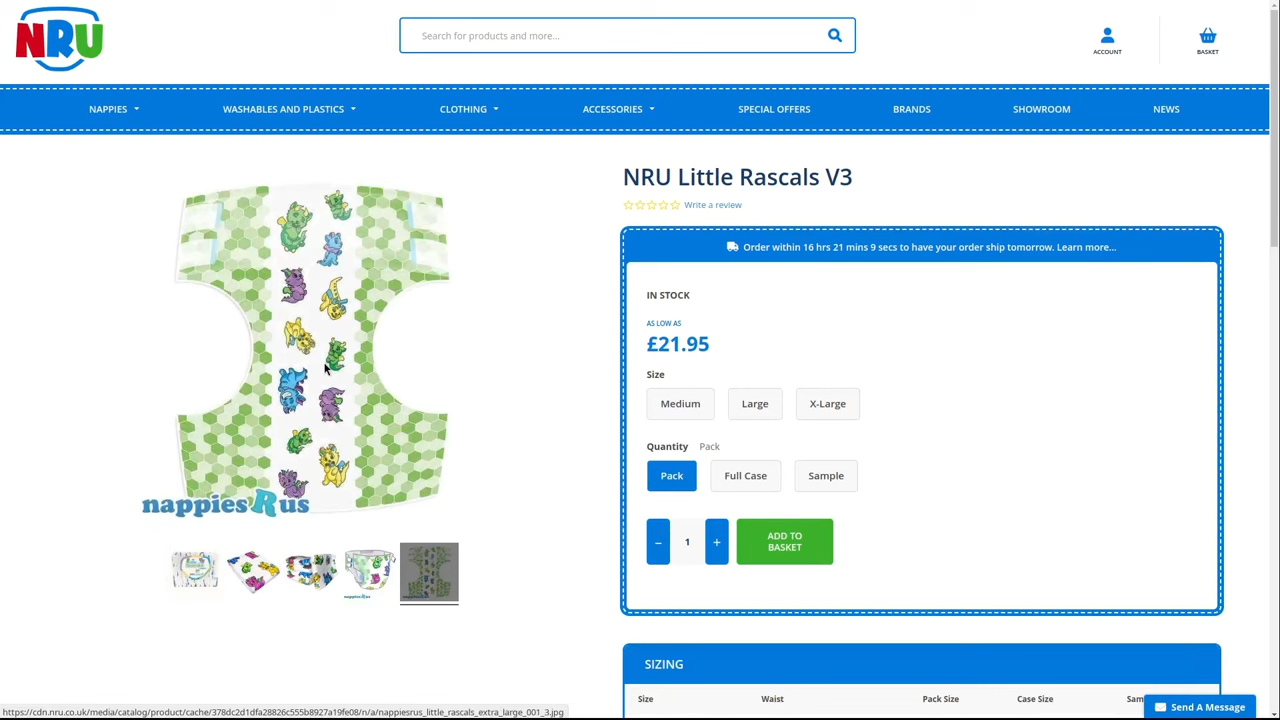 NRU
Search for products and more...
ACCOUNT
BASKET
NAPPIES
WASHABLES AND PLASTICS
CLOTHING
ACCESSORIES
SPECIAL OFFERS
BRANDS
SHOWROOM
NEWS
NRU Little Rascals V3
Write a review
Order within 16 hrs 21 mins 9 secs to have your order ship tomorrow. Learn more...
IN STOCK
AS LOW AS
£21.95
Size
Medium
Large
X-Large
Quantity Pack
Pack
Full Case
Sample
– 1 +
ADD TO
BASKET
nappiesRus
SIZING
Size Waist Pack Size Case Size Sam
Send A Message
https://cdn.nru.co.uk/media/catalog/product/cache/378dc2d1dfa28826c555b8927a19fe08/n/a/nappiesrus_little_rascals_extra_large_001_3.jpg